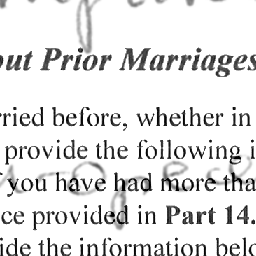 out Prior Marriages
rried before, whether in
provide the following i
f you have had more tha
ce provided in Part 14.
ide the information belo